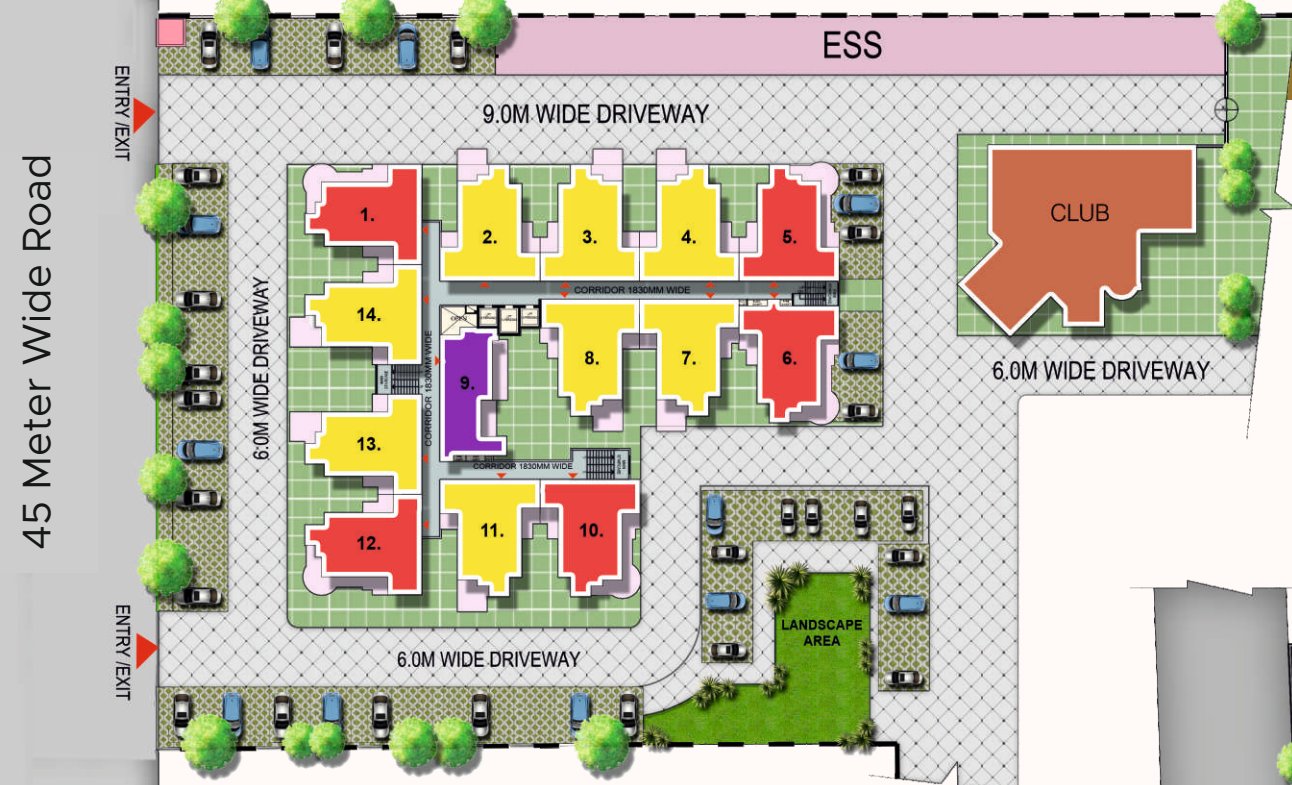 ESS
ENTRY /EXIT
9.0M WIDE DRIVEWAY
45 Meter Wide Road
6.0M WIDE DRIVEWAY
1.
2.
3.
4.
5.
CLUB
CORRIDOR 1830MM WIDE
OPEN
14.
9.
8.
7.
6.
CORRIDOR 1830MM WIDE
6.0M WIDE DRIVEWAY
13.
CORRIDOR 1830MM WIDE
12.
11.
10.
ENTRY /EXIT
6.0M WIDE DRIVEWAY
LANDSCAPE
AREA